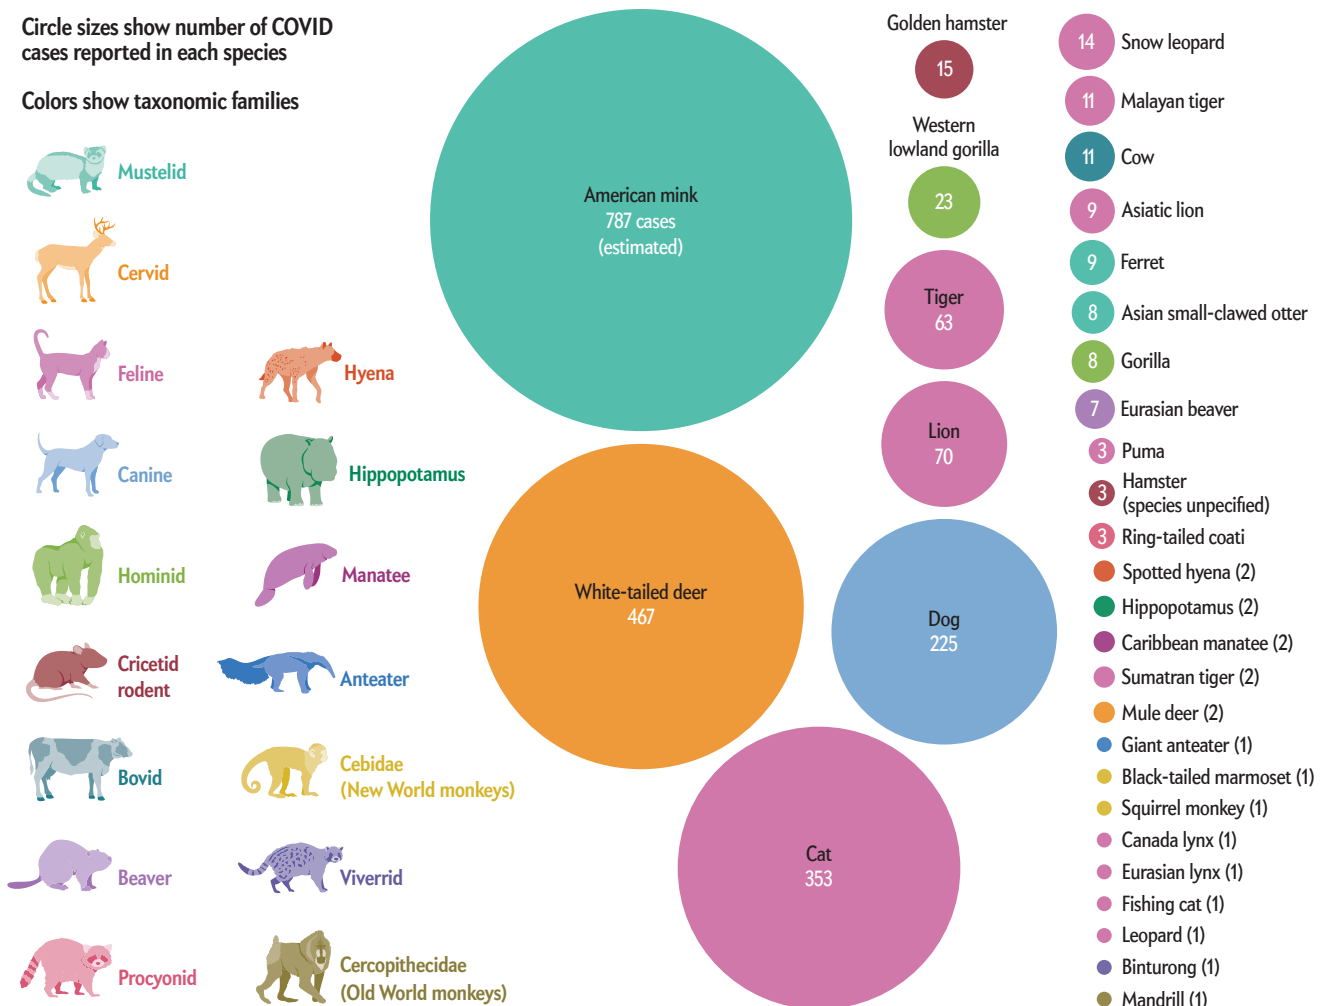 Circle sizes show number of COVID
cases reported in each species
Colors show taxonomic families
Mustelid
Cervid
Feline
Hyena
Canine
Hippopotamus
Hominid
Manatee
Cricetid
rodent
Anteater
Bovid
Cebidae
(New World monkeys)
Beaver
Viverrid
Procyonid
Cercopithecidae
(Old World monkeys)
American mink
787 cases
(estimated)
White-tailed deer
467
Cat
353
Dog
225
Lion
70
Tiger
63
Western
lowland gorilla
23
Golden hamster
15
14 Snow leopard
11 Malayan tiger
11 Cow
9 Asiatic lion
9 Ferret
8 Asian small-clawed otter
8 Gorilla
7 Eurasian beaver
3 Puma
3 Hamster
(species unpecified)
3 Ring-tailed coati
Spotted hyena (2)
Hippopotamus (2)
Caribbean manatee (2)
Sumatran tiger (2)
Mule deer (2)
Giant anteater (1)
Black-tailed marmoset (1)
Squirrel monkey (1)
Canada lynx (1)
Eurasian lynx (1)
Fishing cat (1)
Leopard (1)
Binturong (1)
Mandrill (1)